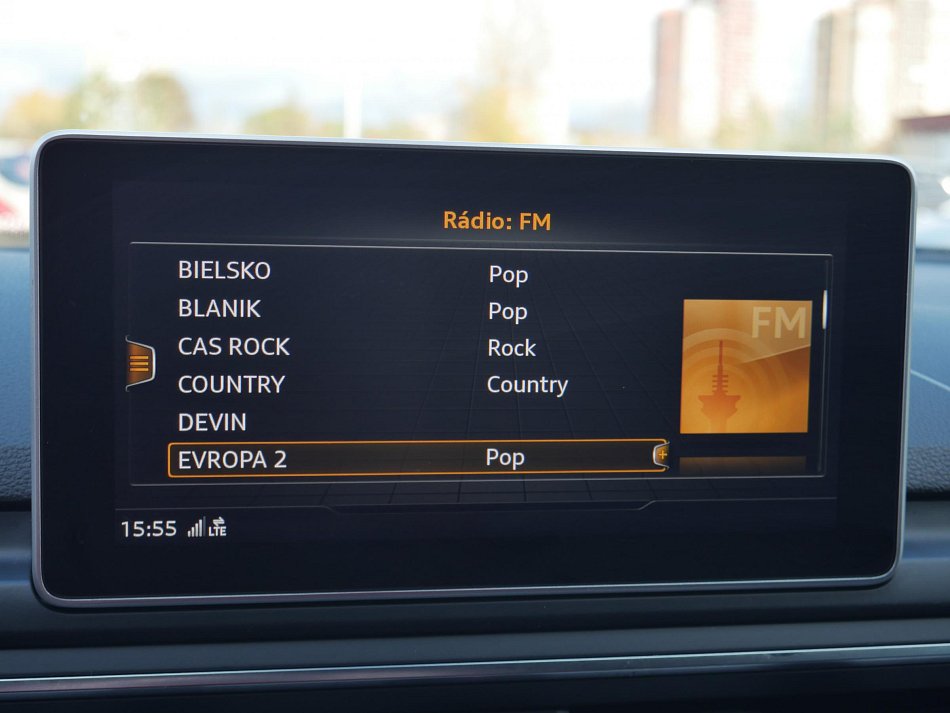 Rádio: FM
BIELSKO Pop
BLANIK Pop
CAS ROCK Rock
COUNTRY Country
DEVIN
EVROPA 2 Pop
FM
15:55 LTE